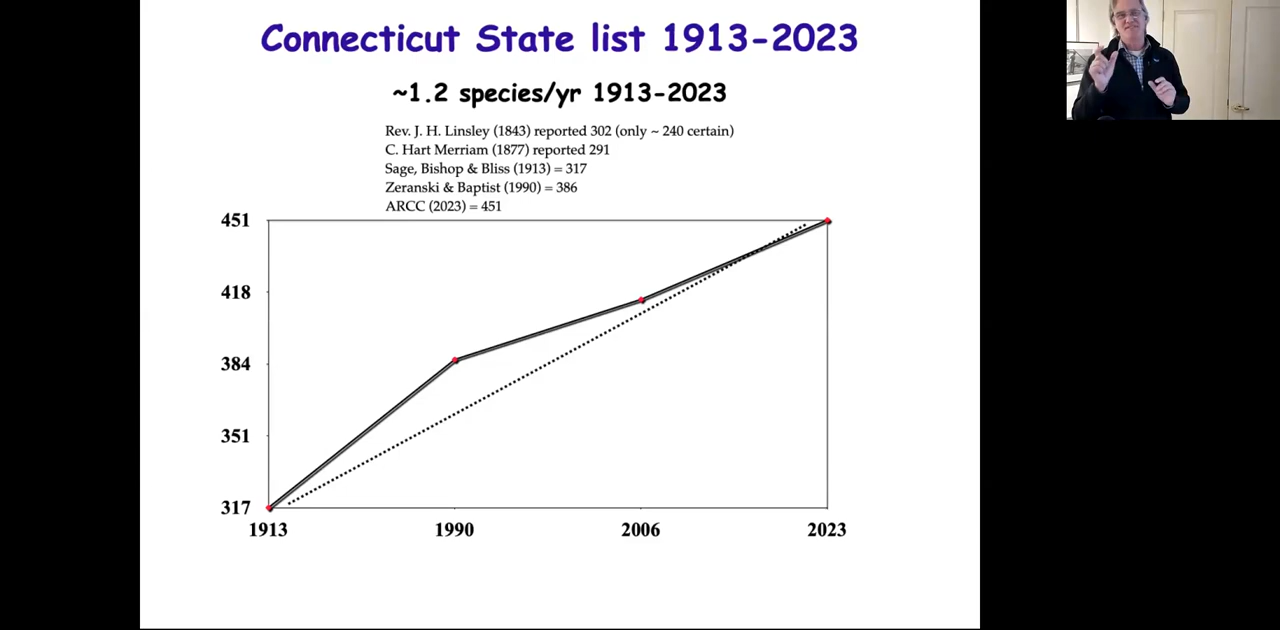 Connecticut State list 1913-2023
~1.2 species/yr 1913-2023
Rev. J. H. Linsley (1843) reported 302 (only ~ 240 certain)
C. Hart Merriam (1877) reported 291
Sage, Bishop & Bliss (1913) = 317
Zeranski & Baptist (1990) = 386
ARCC (2023) = 451
451
418
384
351
317
1913 1990 2006 2023